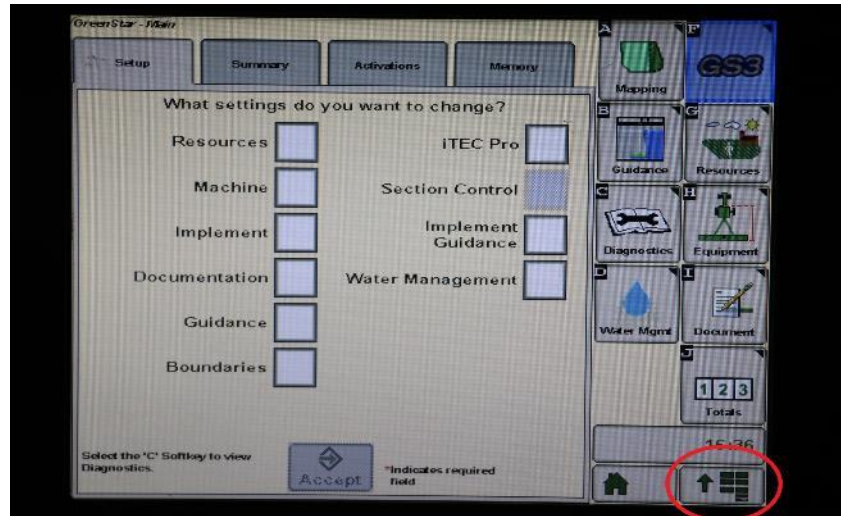 GreenStar - Main
Setup
Summary
Activations
Memory
What settings do you want to change?
Resources
iTEC Pro
Machine
Section Control
Implement
Implement
Guidance
Documentation
Water Management
Guidance
Boundaries
Select the 'C' Softkey to view
Diagnostics.
Accept
*Indicates required
field
A
Mapping
F
GS3
B
Guidance
G
Resources
C
Diagnostics
H
Equipment
D
Water Mgmt
I
Document
J
1 2 3
Totals
15:36